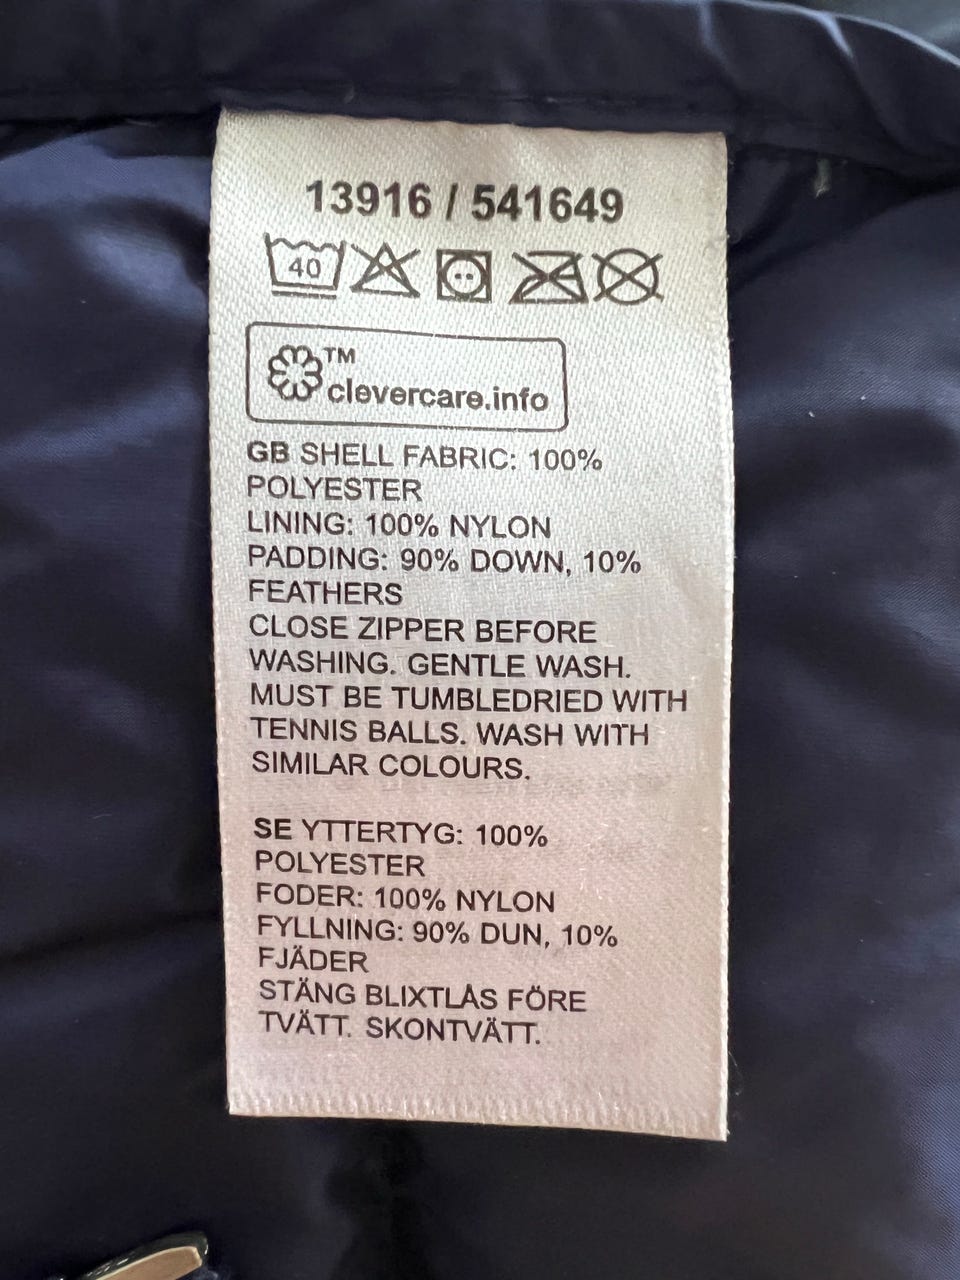 13916 / 541649
40
TM
clevercare.info
GB SHELL FABRIC: 100%
POLYESTER
LINING: 100% NYLON
PADDING: 90% DOWN, 10%
FEATHERS
CLOSE ZIPPER BEFORE
WASHING. GENTLE WASH.
MUST BE TUMBLEDRIED WITH
TENNIS BALLS. WASH WITH
SIMILAR COLOURS.
SE YTTERTYG: 100%
POLYESTER
FODER: 100% NYLON
FYLLNING: 90% DUN, 10%
FJÄDER
STÄNG BLIXTLÅS FÖRE
TVÄTT. SKONTVÄTT.